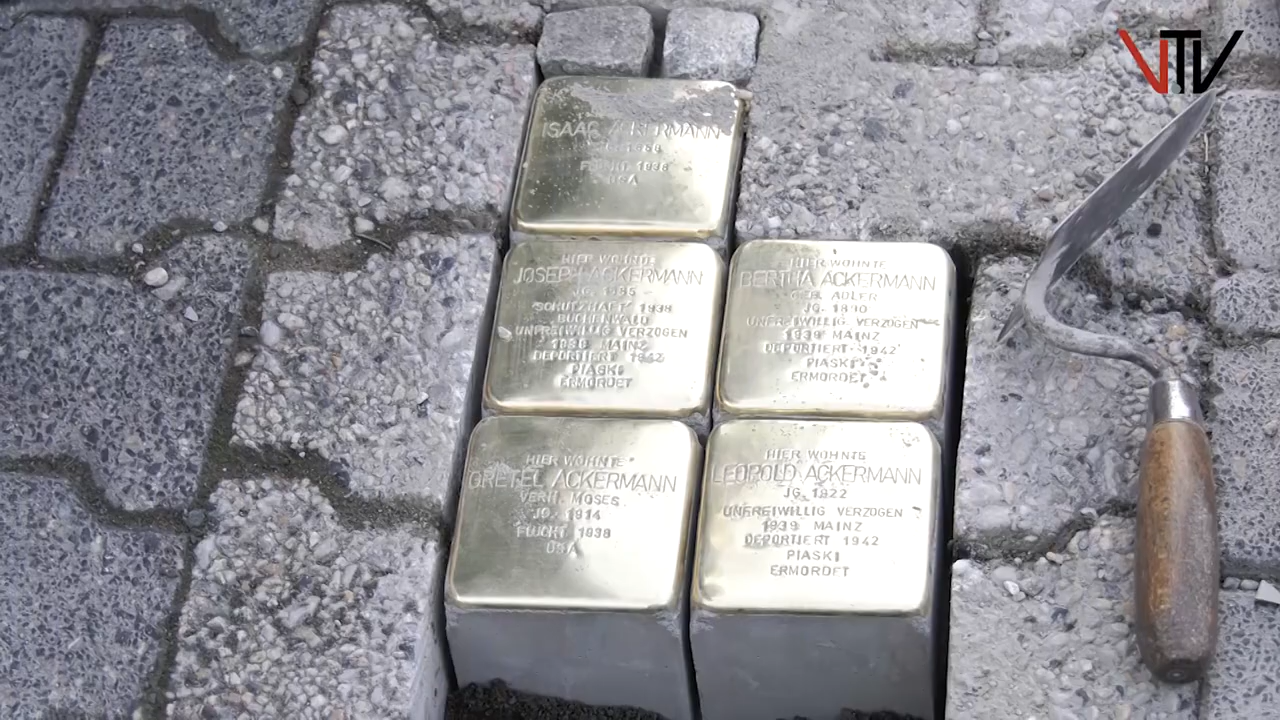 VTV
ISAAK ACKERMANN
FLUCHT 1936
USA
HIER WOHNTE
JOSEPH ACKERMANN
JG. 1885
'SCHUTZHAFT' 1938
BUCHENWALD
UNFREIWILLIG VERZOGEN
1939 MAINZ
DEPORTIERT 1942
PIASKI
ERMORDET
HIER WOHNTE
BERTHA ACKERMANN
GEB. ADLER
JG. 1890
UNFREIWILLIG VERZOGEN
1939 MAINZ
DEPORTIERT 1942
PIASKI
ERMORDET
HIER WOHNTE
GRETEL ACKERMANN
VERH. MOSES
JG. 1914
FLUCHT 1938
USA
HIER WOHNTE
LEOPOLD ACKERMANN
JG. 1922
UNFREIWILLIG VERZOGEN
1939 MAINZ
DEPORTIERT 1942
PIASKI
ERMORDET